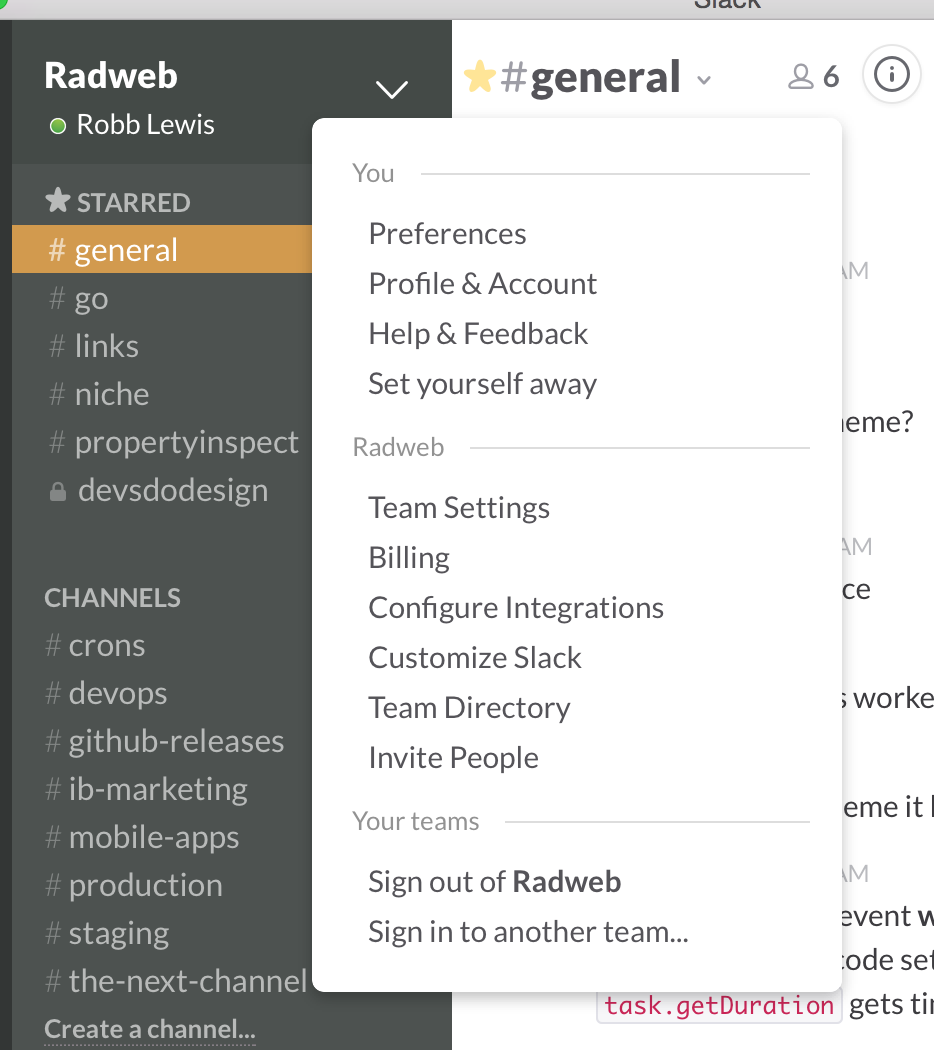 Slack
Radweb
Robb Lewis
STARRED
# general
# go
# links
# niche
# propertyinspect
devsdodesign
CHANNELS
# crons
# devops
# github-releases
# ib-marketing
# mobile-apps
# production
# staging
# the-next-channel
Create a channel...
#general
6
You
Preferences
Profile & Account
Help & Feedback
Set yourself away
Radweb
Team Settings
Billing
Configure Integrations
Customize Slack
Team Directory
Invite People
Your teams
Sign out of Radweb
Sign in to another team...
AM
eme?
AM
ce
s worke
eme it
AM
event w
code set
task.getDuration gets ti